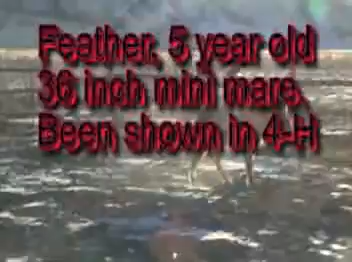 Feather, 5 year old
36 inch mini mare.
Been shown in 4-H